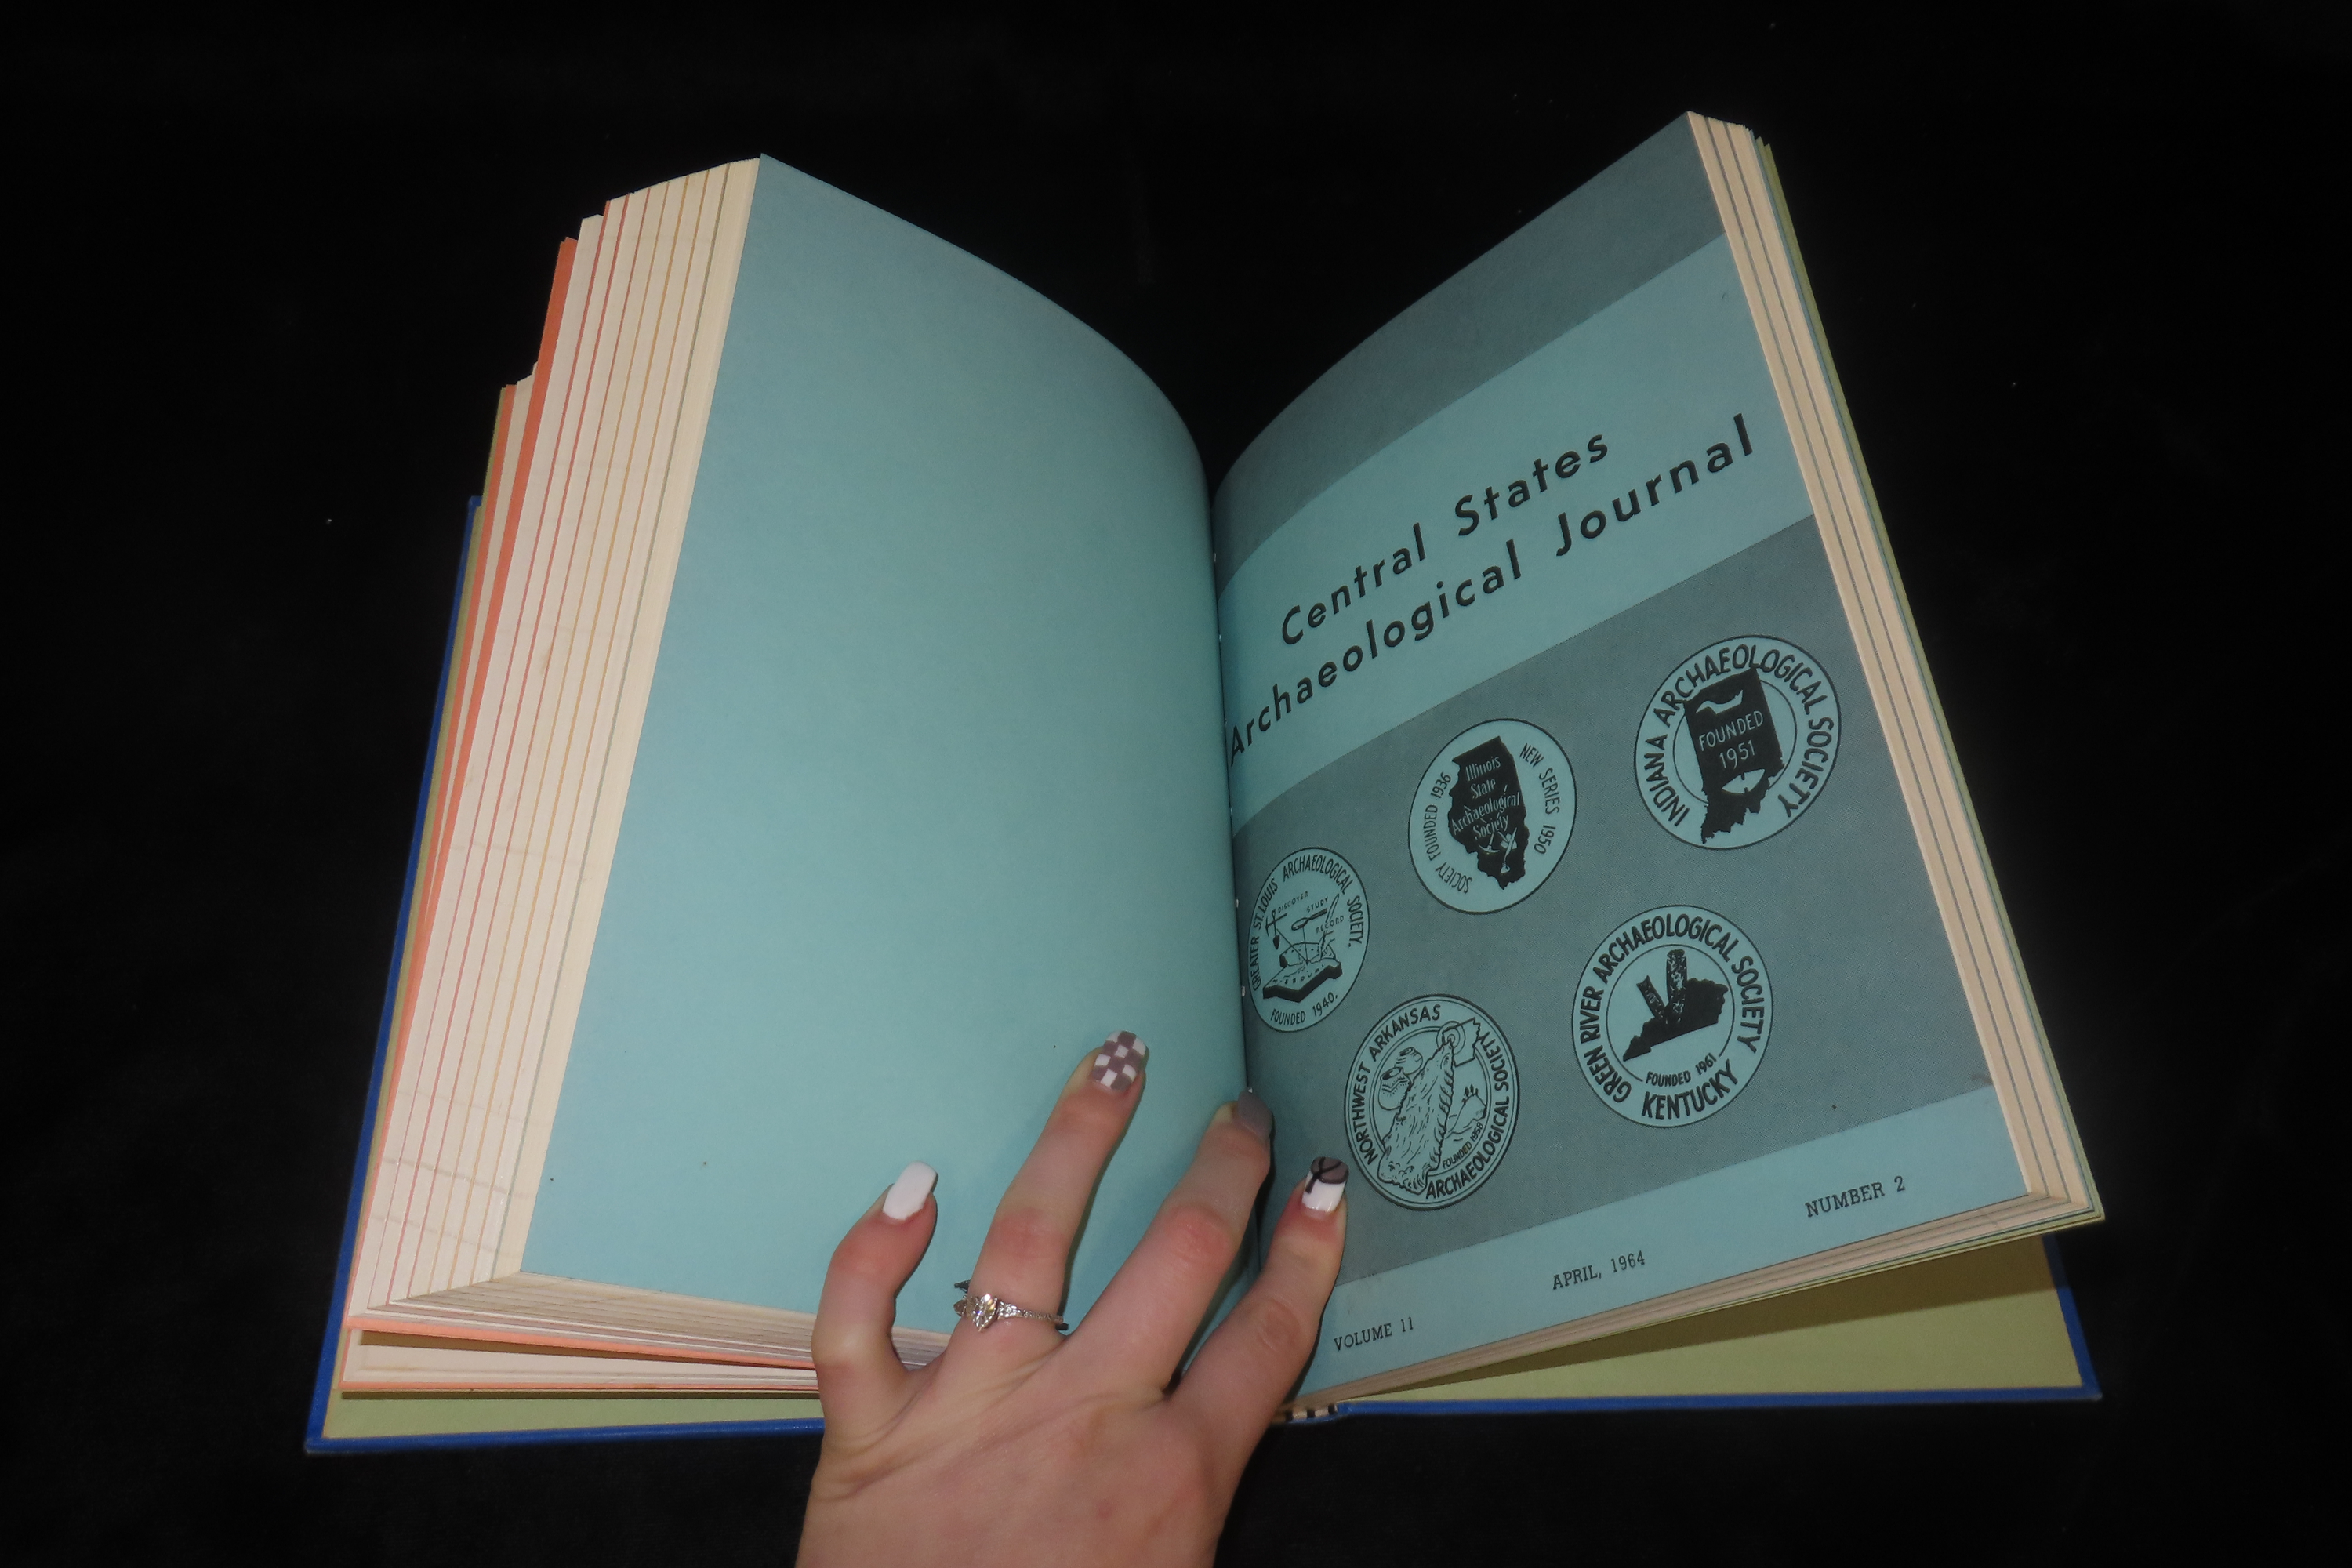 Central States
Archaeological Journal
GREATER ST. LOUIS ARCHAEOLOGICAL SOCIETY.
DISCOVER
STUDY
RECORD
FOUNDED 1940.
SOCIETY FOUNDED 1936
NEW SERIES 1950
Illinois
State
Archaeological
Society
INDIANA ARCHAEOLOGICAL SOCIETY
FOUNDED
1951
NORTHWEST ARKANSAS
ARCHAEOLOGICAL SOCIETY
FOUNDED 1958
GREEN RIVER ARCHAEOLOGICAL SOCIETY
FOUNDED 1961
KENTUCKY
VOLUME 11
APRIL, 1964
NUMBER 2